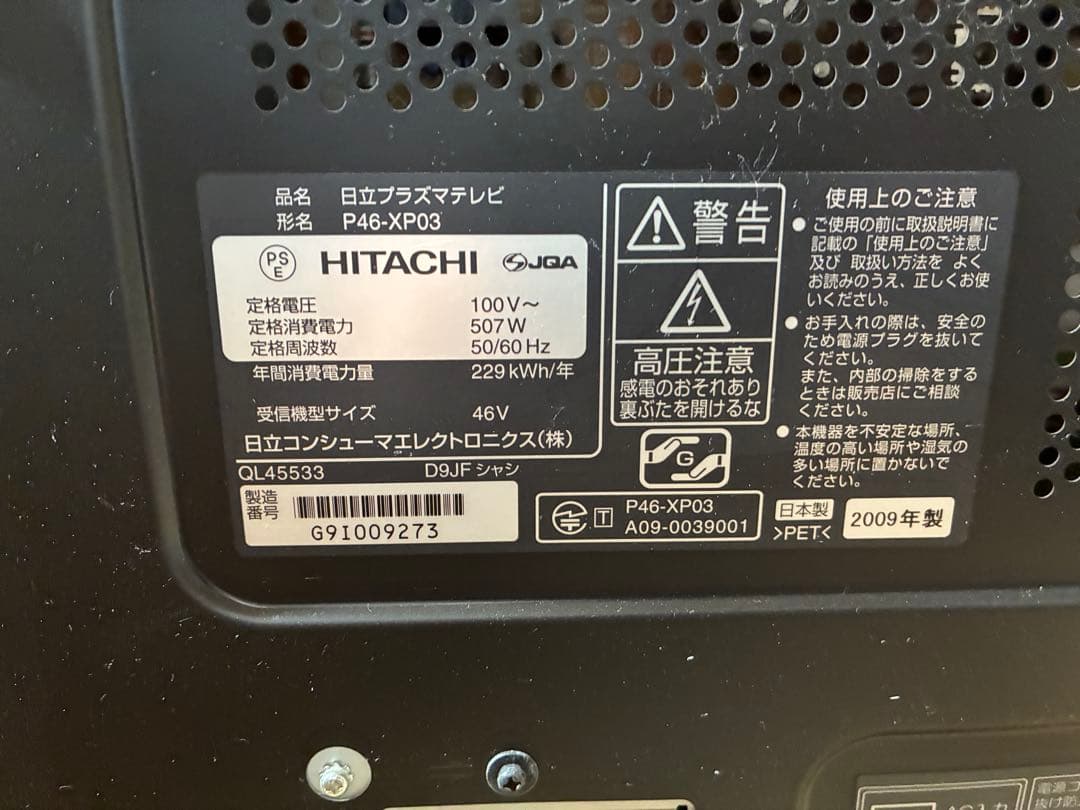 品名 日立プラズマテレビ
形名 P46-XP03
PS
E
HITACHI JQA
定格電圧 100V～
定格消費電力 507W
定格周波数 50/60Hz
年間消費電力量 229kWh/年
受信機型サイズ 46V
日立コンシューマエレクトロニクス(株)
QL45533 D9JFシャシ
製造
番号
G9I009273
警告
高圧注意
感電のおそれあり
裏ぶたを開けるな
G
T
P46-XP03
A09-0039001
使用上のご注意
●ご使用の前に取扱説明書に
記載の「使用上のご注意」
及び 取扱い方法を よく
お読みのうえ、正しくお使
いください。
●お手入れの際は、安全の
ため電源プラグを抜いて
ください。
また、内部の掃除をする
ときは販売店にご相談
ください。
●本機器を不安定な場所、
温度の高い場所や湿気の
多い場所に置かないで
ください。
日本製
>PET<
2009年製
電源コ
抜け防